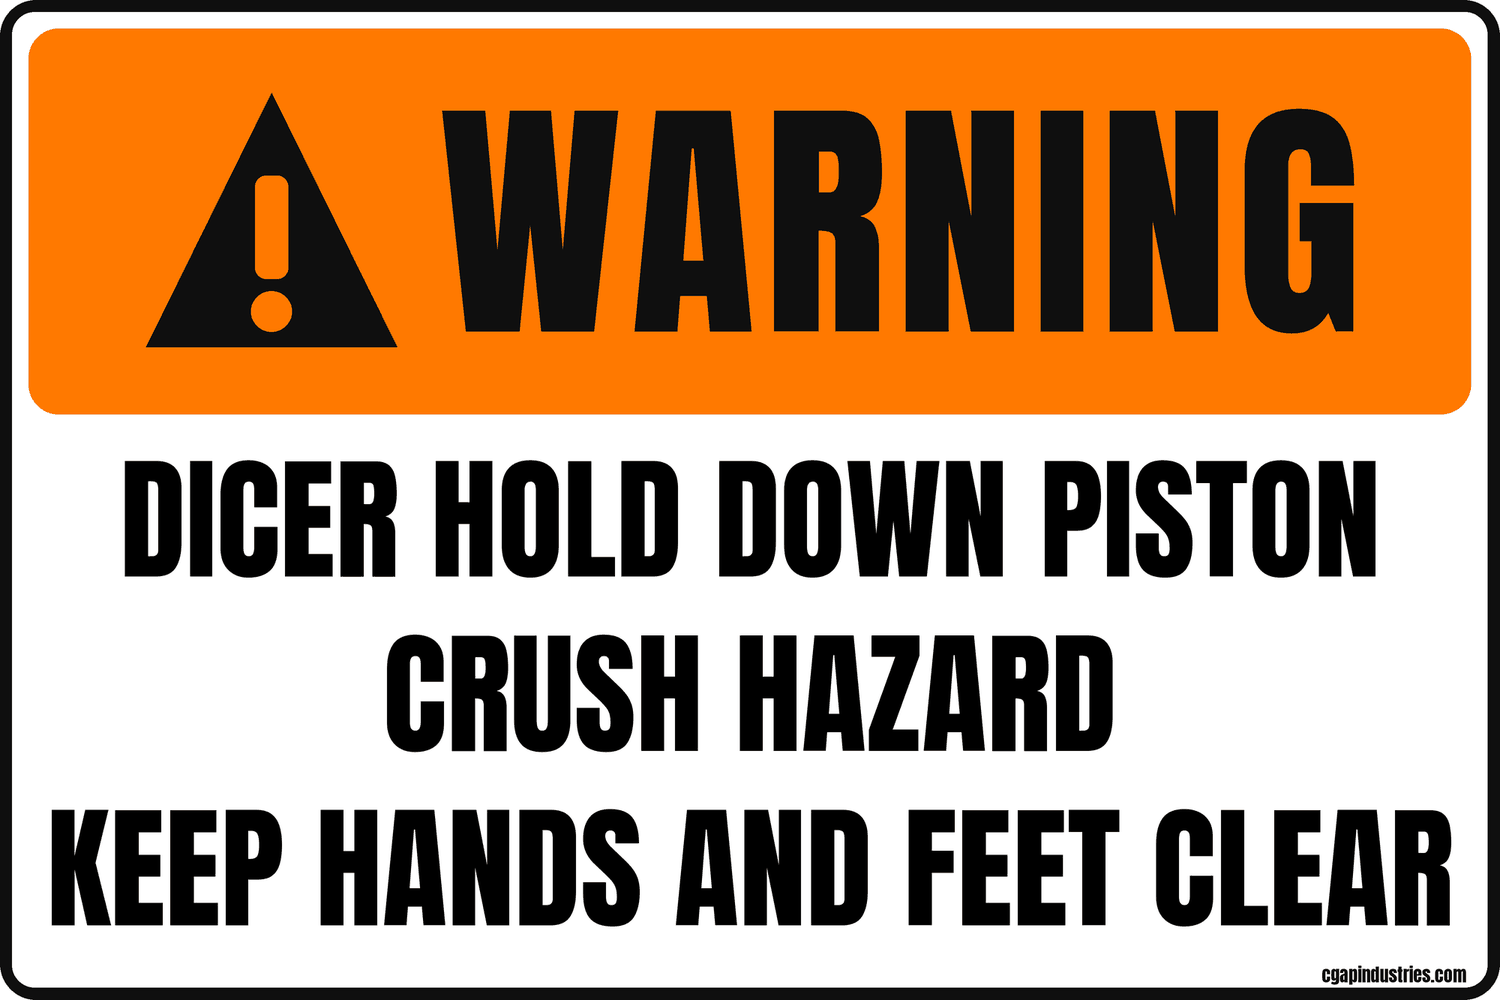 WARNING
DICER HOLD DOWN PISTON
CRUSH HAZARD
KEEP HANDS AND FEET CLEAR
cgapindustries.com